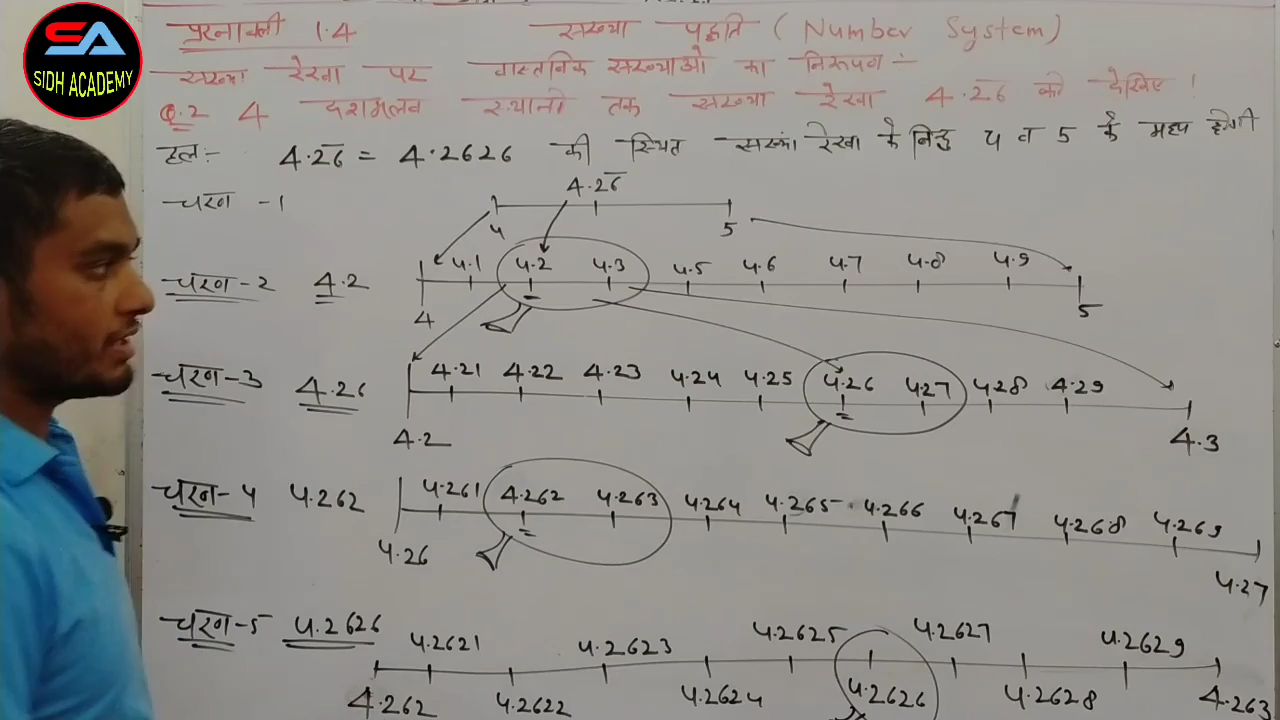 SA
SIDH ACADEMY
प्रश्नावली 1.4 संख्या पद्धति (Number System)
संख्या रेखा पर वास्तविक संख्याओ का निरूपण :-
Q.2 4 दशमलव स्थानो तक संख्या रेखा 4.2̅6̅ को देखिए !
हल:- 4.2̅6̅ = 4.2626 की स्थित संख्या रेखा के बिंदु 4 व 5 के मध्य होगी
चरण -1 4.2̅6̅
4 5
चरण -2 4.2 4.1 4.2 4.3 4.5 4.6 4.7 4.8 4.9
4 5
चरण -3 4.26 4.21 4.22 4.23 4.24 4.25 4.26 4.27 4.28 4.29
4.2 4.3
चरण -4 4.262 4.261 4.262 4.263 4.264 4.265 4.266 4.267 4.268 4.269
4.26 4.27
चरण -5 4.2626 4.2621 4.2623 4.2625 4.2627 4.2629
4.262 4.2622 4.2624 4.2626 4.2628 4.263